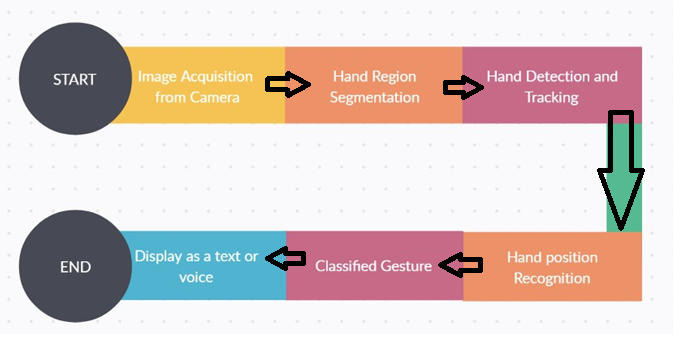 START
Image Acquisition
from Camera
Hand Region
Segmentation
Hand Detection and
Tracking
Hand position
Recognition
Classified Gesture
Display as a text or
voice
END